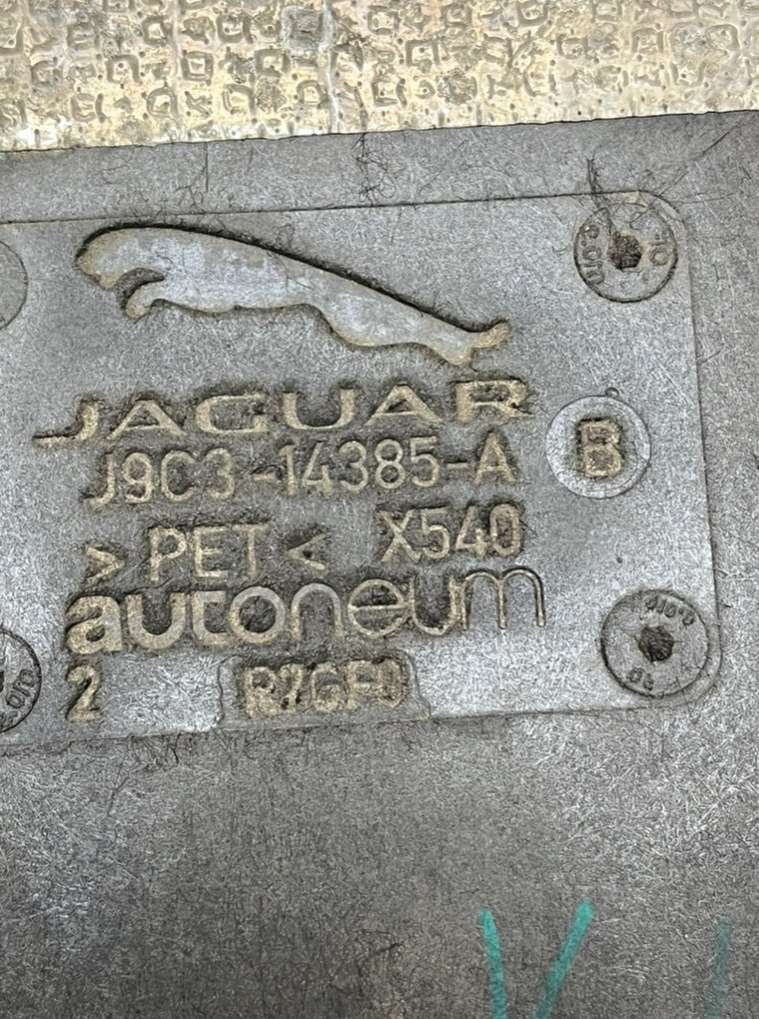 JAGUAR
J9C3-14385-A
B
>PET< X540
autoneum
2